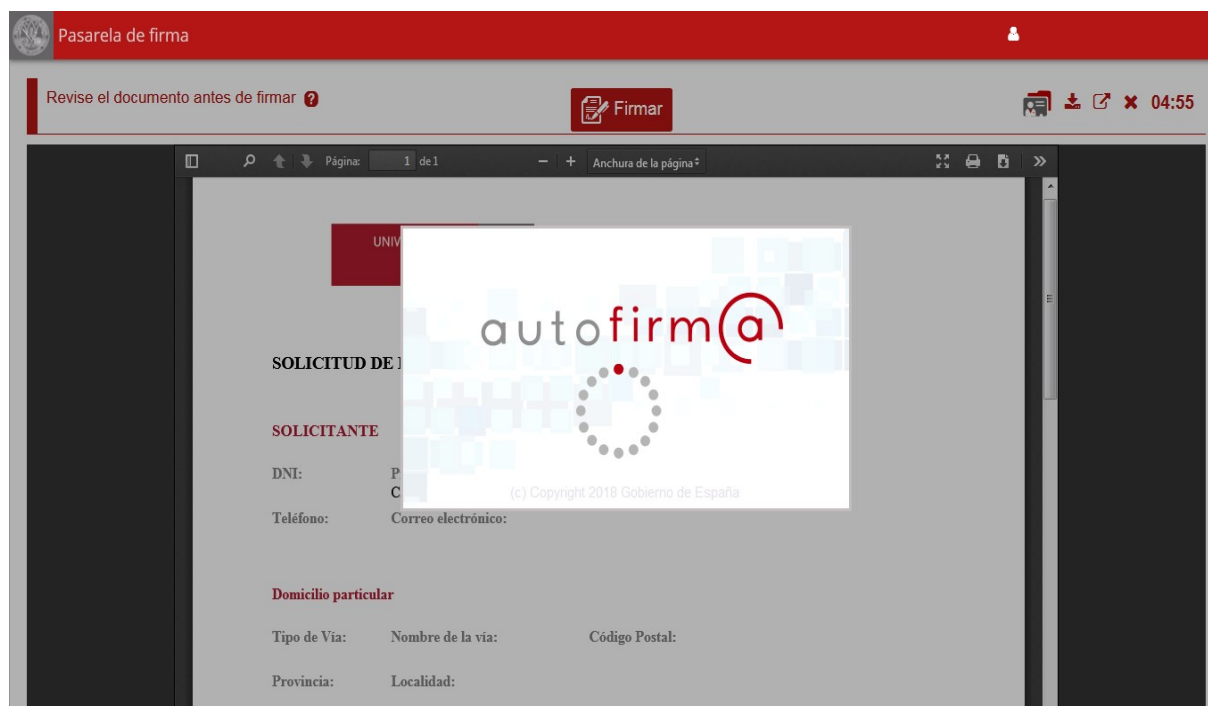 Pasarela de firma
Revise el documento antes de firmar ?
Firmar
04:55
Página: 1 de 1
Anchura de la página
UNIV
autofirm@
SOLICITUD DE
SOLICITANTE
DNI: P
C
(c) Copyright 2018 Gobierno de España
Teléfono: Correo electrónico:
Domicilio particular
Tipo de Vía: Nombre de la vía: Código Postal:
Provincia: Localidad: